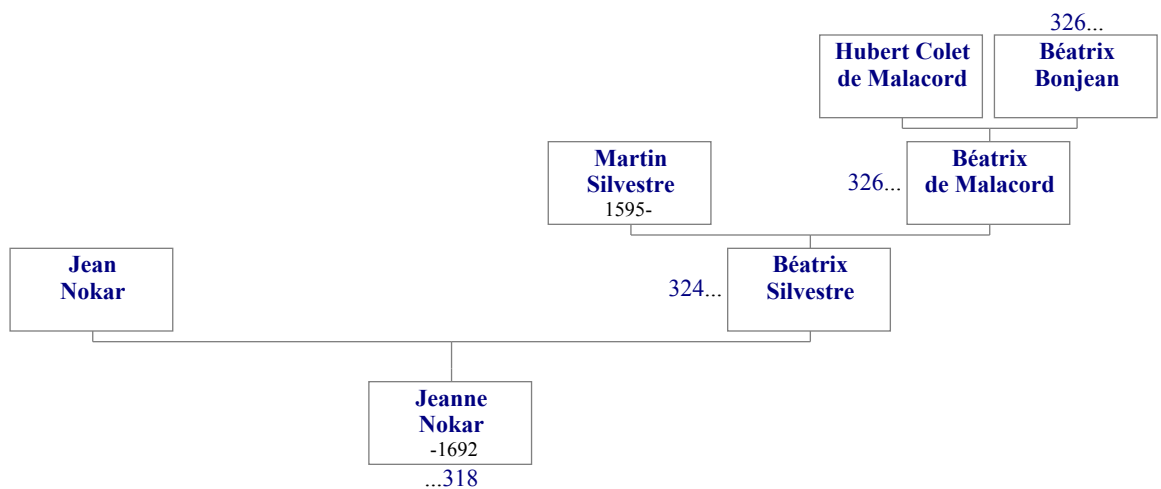 326...
Hubert Colet
de Malacord
Béatrix
Bonjean
Martin
Silvestre
1595-
326...
Béatrix
de Malacord
Jean
Nokar
324...
Béatrix
Silvestre
Jeanne
Nokar
-1692
...318